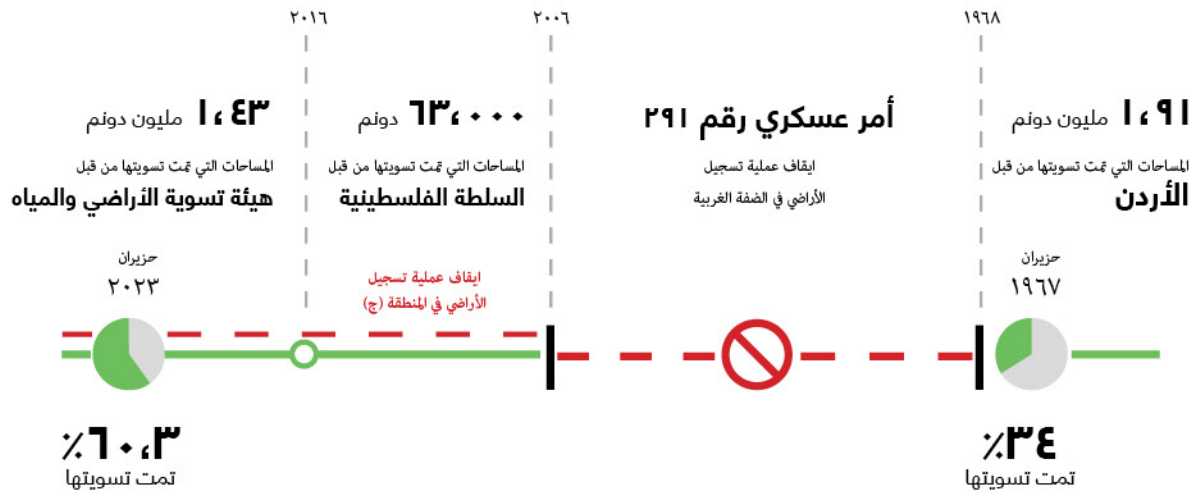 ١٩٦٨
١،٩١ مليون دونم
المساحات التي تمت تسويتها من قبل
الأردن
حزيران
١٩٦٧
٣٤٪
تمت تسويتها
أمر عسكري رقم ٢٩١
ايقاف عملية تسجيل
الأراضي في الضفة الغربية
٢٠٠٦
٦٣،٠٠٠ دونم
المساحات التي تمت تسويتها من قبل
السلطة الفلسطينية
ايقاف عملية تسجيل
الأراضي في المنطقة (ج)
٢٠١٦
١،٤٣ مليون دونم
المساحات التي تمت تسويتها من قبل
هيئة تسوية الأراضي والمياه
حزيران
٢٠٢٣
٦٠،٣٪
تمت تسويتها